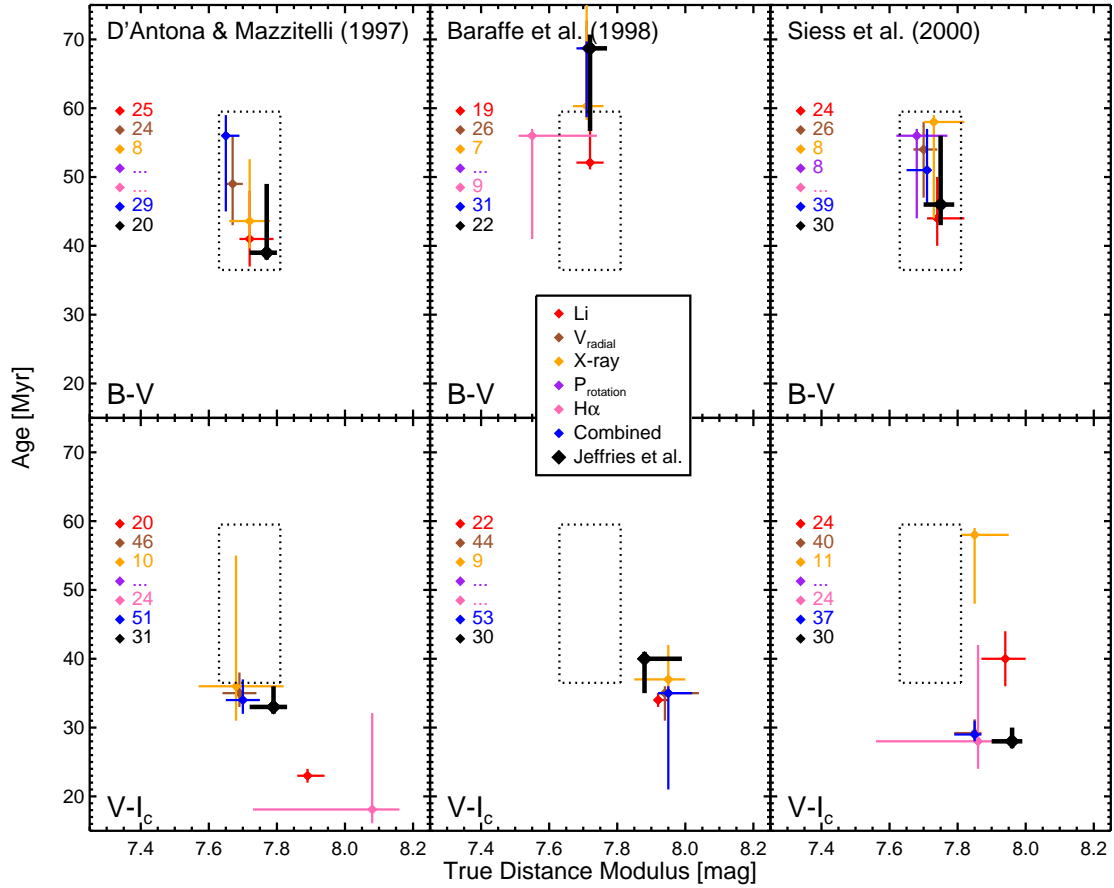 D'Antona & Mazzitelli (1997)
Baraffe et al. (1998)
Siess et al. (2000)
70
60
50
40
30
20
25
24
8
...
...
29
20
B-V
19
26
7
...
9
31
22
B-V
24
26
8
8
...
39
30
B-V
Li
V_radial
X-ray
P_rotation
Hα
Combined
Jeffries et al.
Age [Myr]
70
60
50
40
30
20
20
46
10
...
24
51
31
V-I_c
22
44
9
...
...
53
30
V-I_c
24
40
11
...
24
37
30
V-I_c
7.4 7.6 7.8 8.0 8.2
7.4 7.6 7.8 8.0 8.2
7.4 7.6 7.8 8.0 8.2
True Distance Modulus [mag]